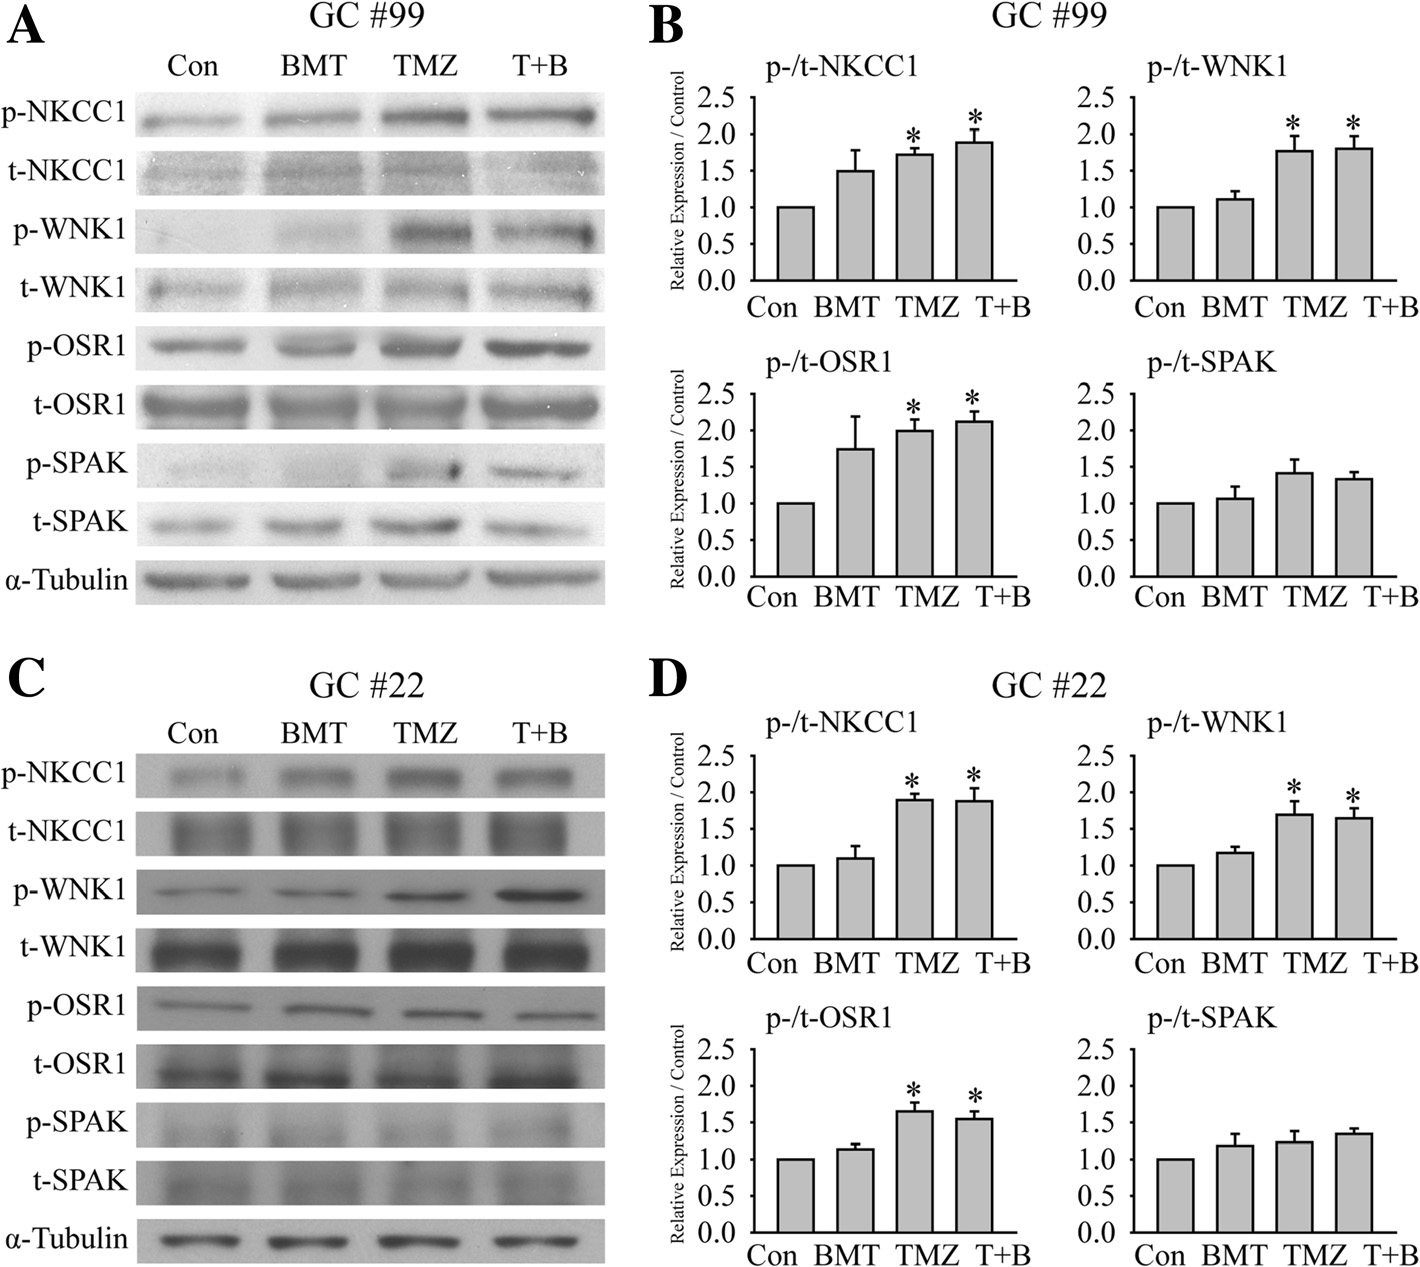 A
GC #99
Con BMT TMZ T+B
p-NKCC1
t-NKCC1
p-WNK1
t-WNK1
p-OSR1
t-OSR1
p-SPAK
t-SPAK
α-Tubulin
B
GC #99
p-/t-NKCC1
Relative Expression / Control
2.5
2.0
1.5
1.0
0.5
0.0
* *
Con BMT TMZ T+B
p-/t-WNK1
2.5
2.0
1.5
1.0
0.5
0.0
* *
Con BMT TMZ T+B
p-/t-OSR1
Relative Expression / Control
2.5
2.0
1.5
1.0
0.5
0.0
* *
Con BMT TMZ T+B
p-/t-SPAK
2.5
2.0
1.5
1.0
0.5
0.0
Con BMT TMZ T+B
C
GC #22
Con BMT TMZ T+B
p-NKCC1
t-NKCC1
p-WNK1
t-WNK1
p-OSR1
t-OSR1
p-SPAK
t-SPAK
α-Tubulin
D
GC #22
p-/t-NKCC1
Relative Expression / Control
2.5
2.0
1.5
1.0
0.5
0.0
* *
Con BMT TMZ T+B
p-/t-WNK1
2.5
2.0
1.5
1.0
0.5
0.0
* *
Con BMT TMZ T+B
p-/t-OSR1
Relative Expression / Control
2.5
2.0
1.5
1.0
0.5
0.0
* *
Con BMT TMZ T+B
p-/t-SPAK
2.5
2.0
1.5
1.0
0.5
0.0
Con BMT TMZ T+B